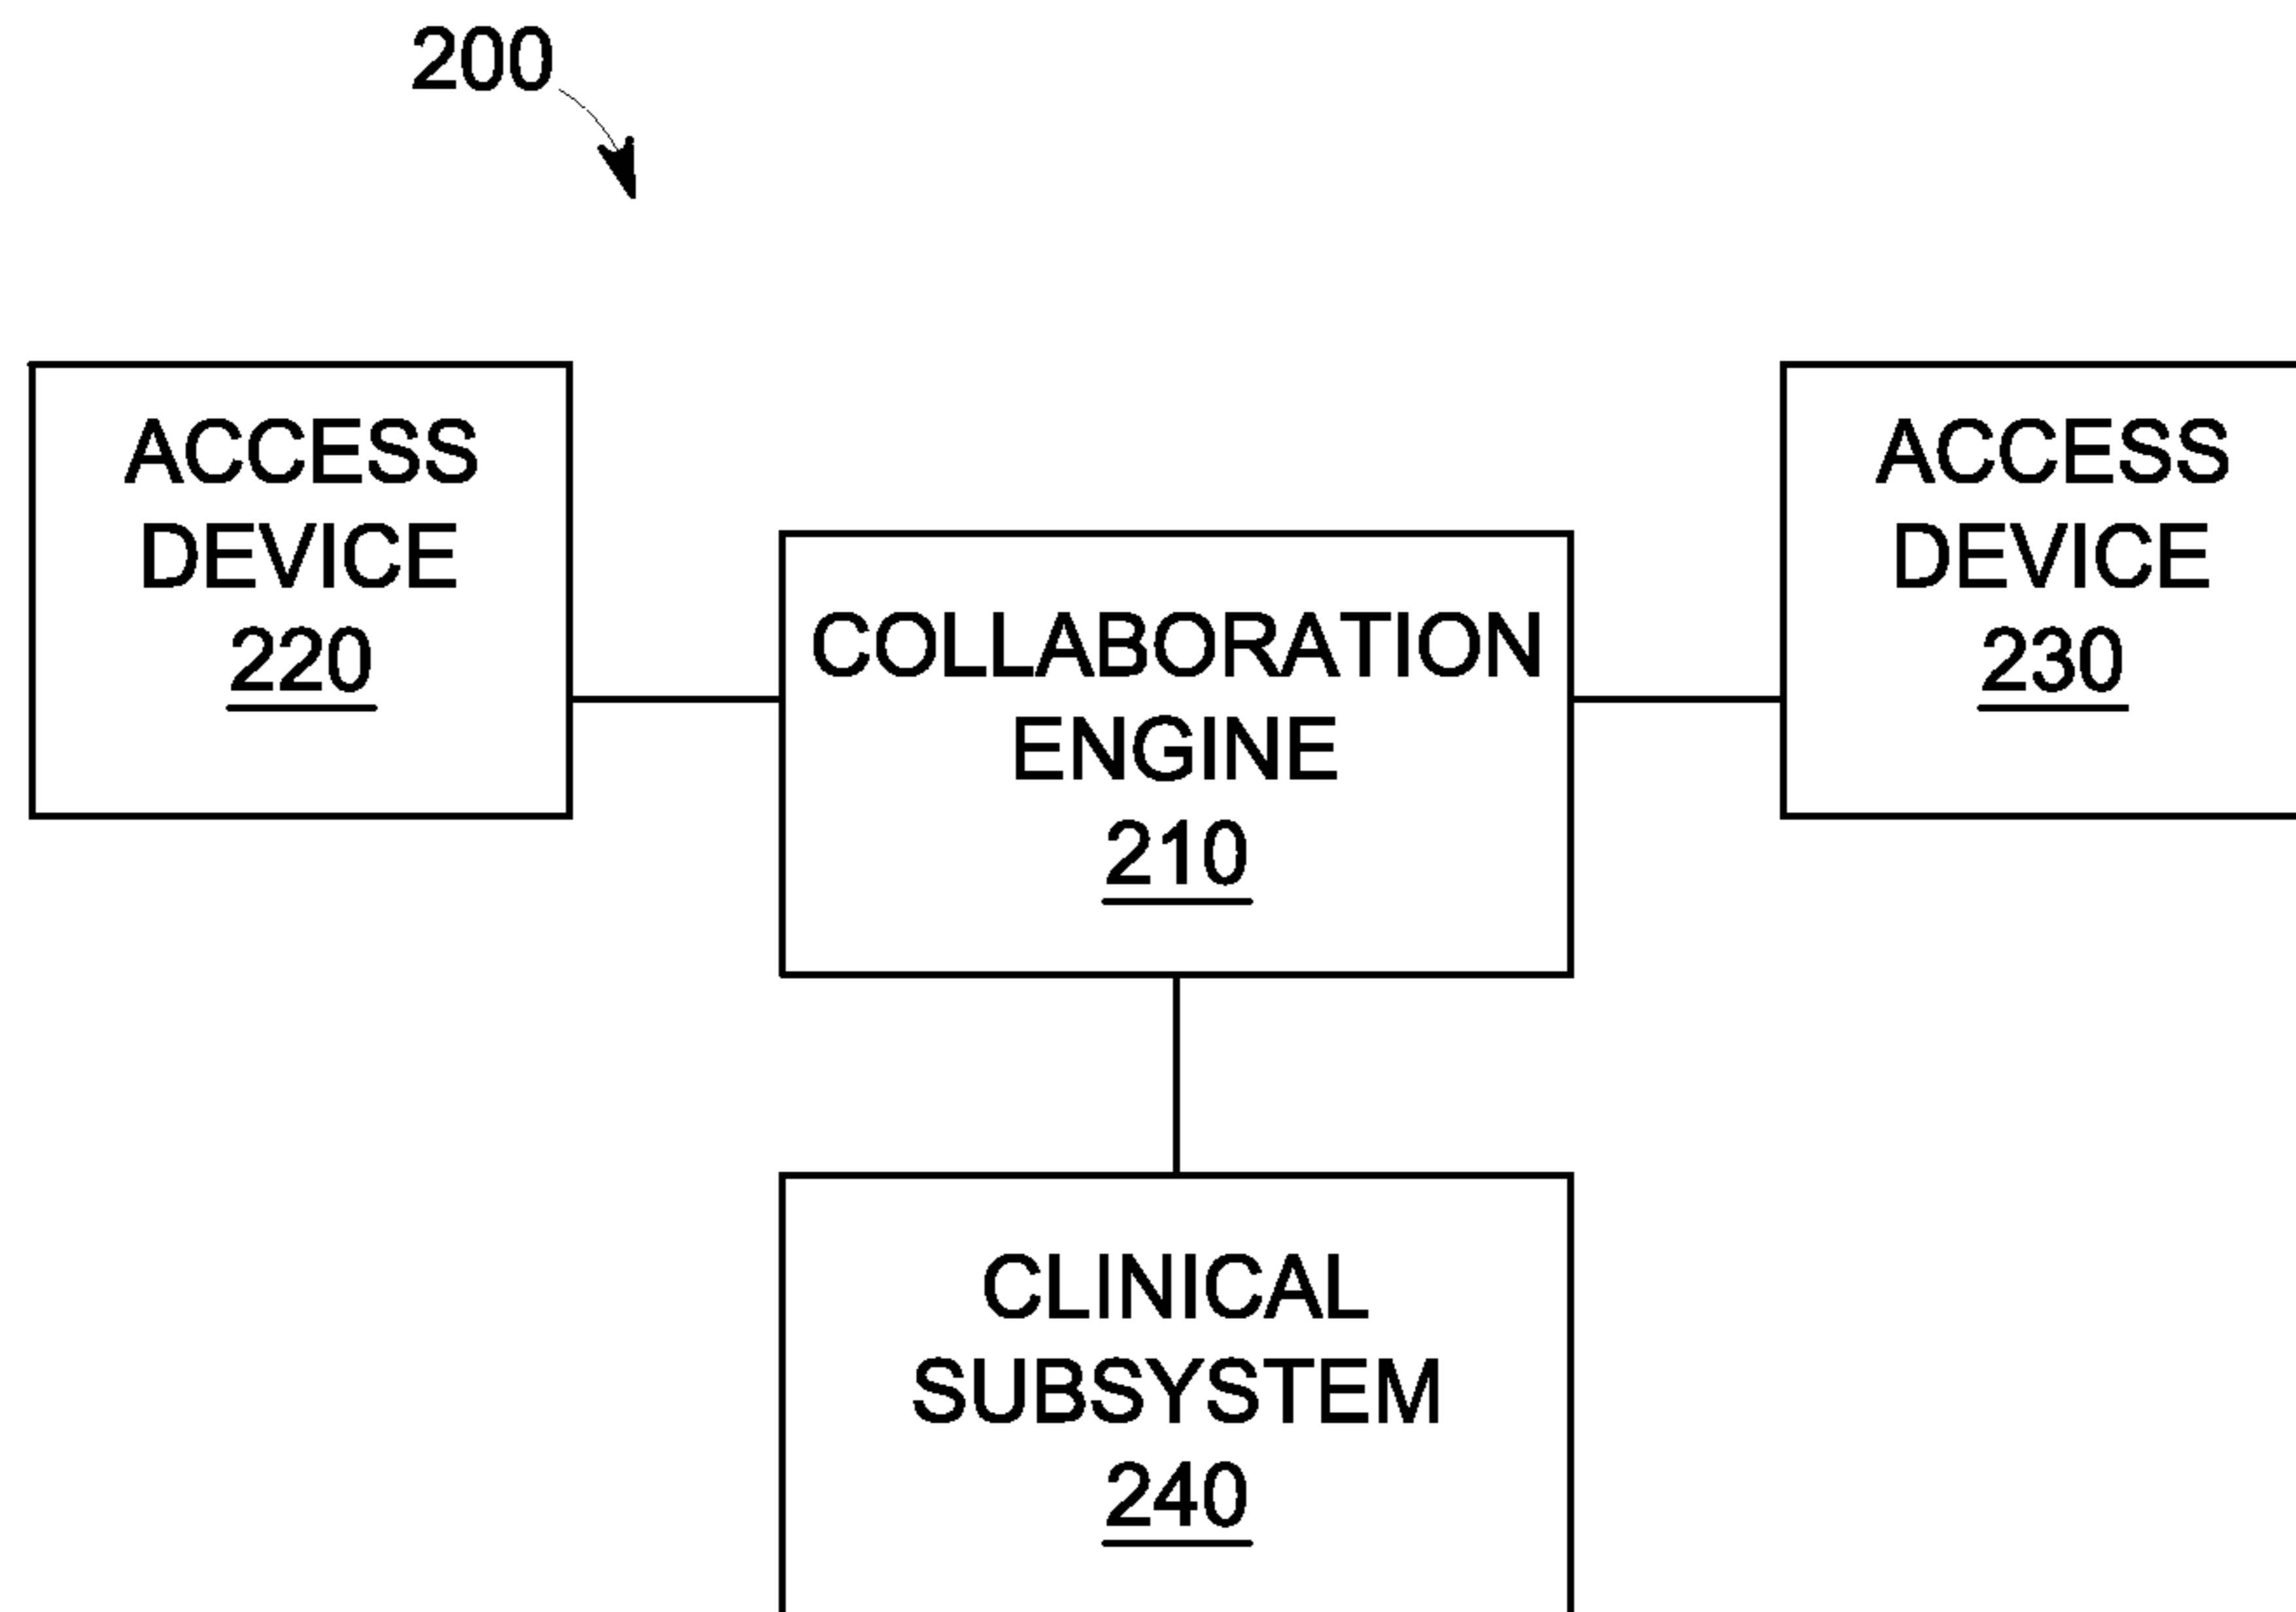 200
ACCESS
DEVICE
220
COLLABORATION
ENGINE
210
ACCESS
DEVICE
230
CLINICAL
SUBSYSTEM
240